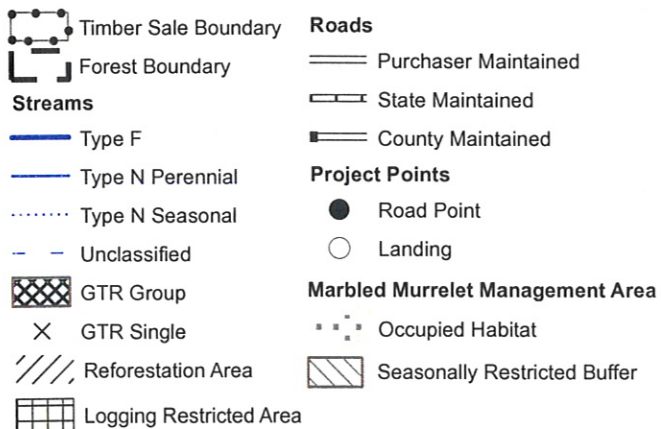 Timber Sale Boundary
Forest Boundary
Streams
Type F
Type N Perennial
Type N Seasonal
Unclassified
GTR Group
GTR Single
Reforestation Area
Logging Restricted Area
Roads
Purchaser Maintained
State Maintained
County Maintained
Project Points
Road Point
Landing
Marbled Murrelet Management Area
Occupied Habitat
Seasonally Restricted Buffer